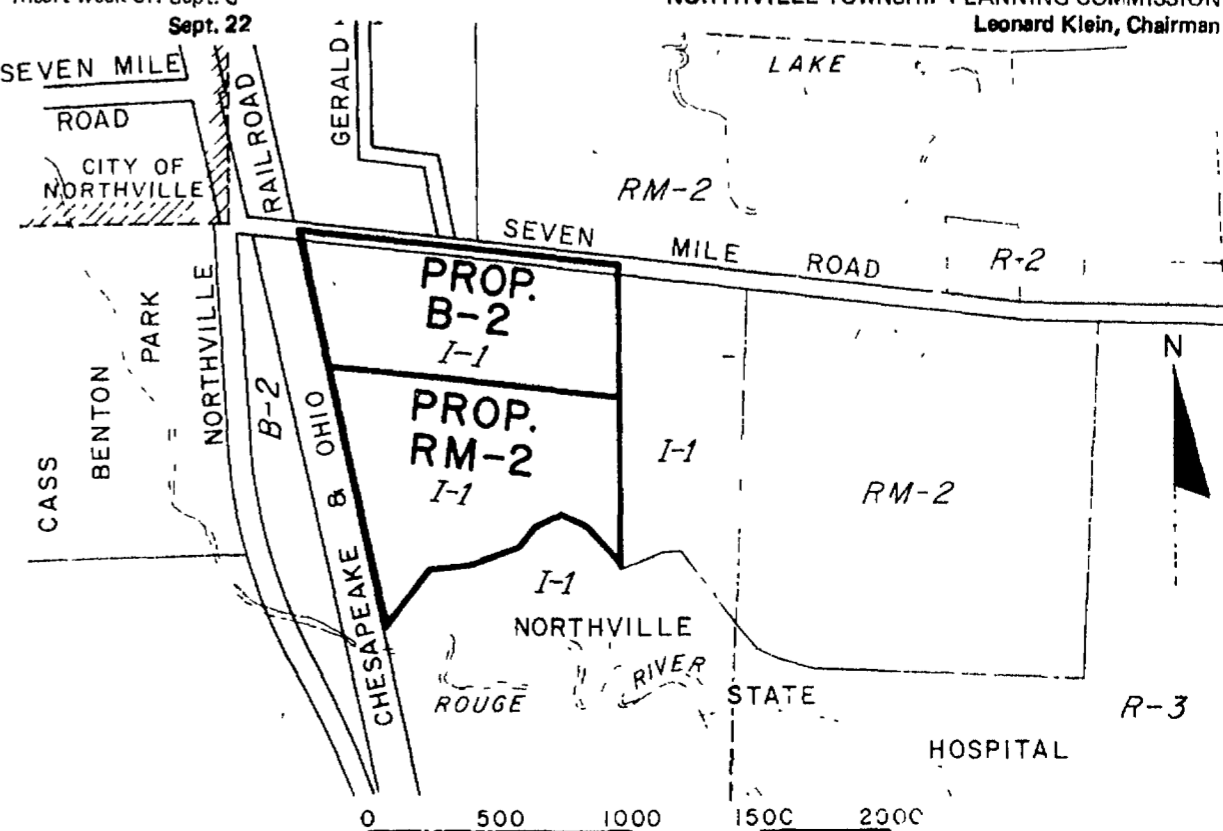 Sept. 22
NORTHVILLE TOWNSHIP PLANNING COMMISSION
Leonard Klein, Chairman
SEVEN MILE
ROAD
CITY OF
NORTHVILLE
RAILROAD
GERALD
LAKE
RM-2
SEVEN MILE ROAD
R-2
PROP.
B-2
I-1
PROP.
RM-2
I-1
I-1
RM-2
N
CASS
BENTON
PARK
NORTHVILLE
B-2
CHESAPEAKE & OHIO
I-1
NORTHVILLE
ROUGE
RIVER
STATE
HOSPITAL
R-3
0 500 1000 1500 2000